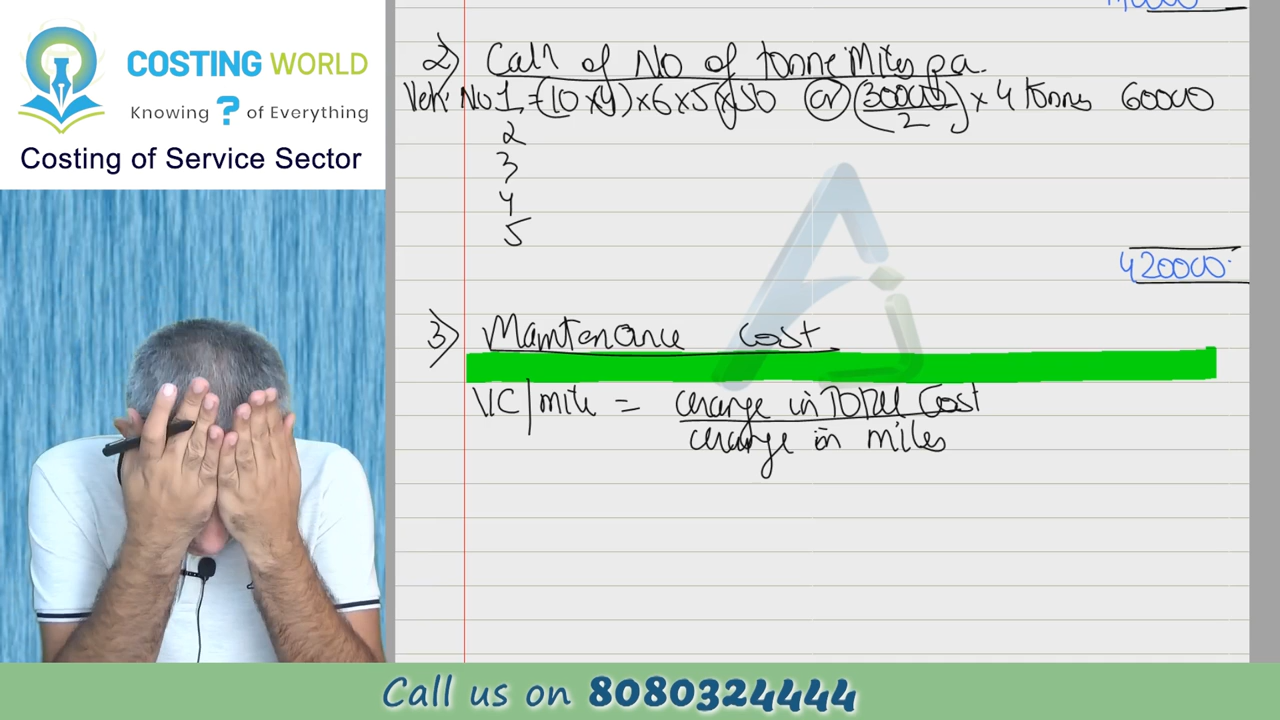 COSTING WORLD
Knowing ? of Everything
Costing of Service Sector
2) Call of No of tonne Miles pa.
Veh. No 1 = (10 x 4) x 6 x 5 x 50 or (30000/2) x 4 tonnes 60000
2
3
4
5
420000
3) Maintenance Cost
VC/mile = change in TOTAL Cost
change in miles
Call us on 8080324444